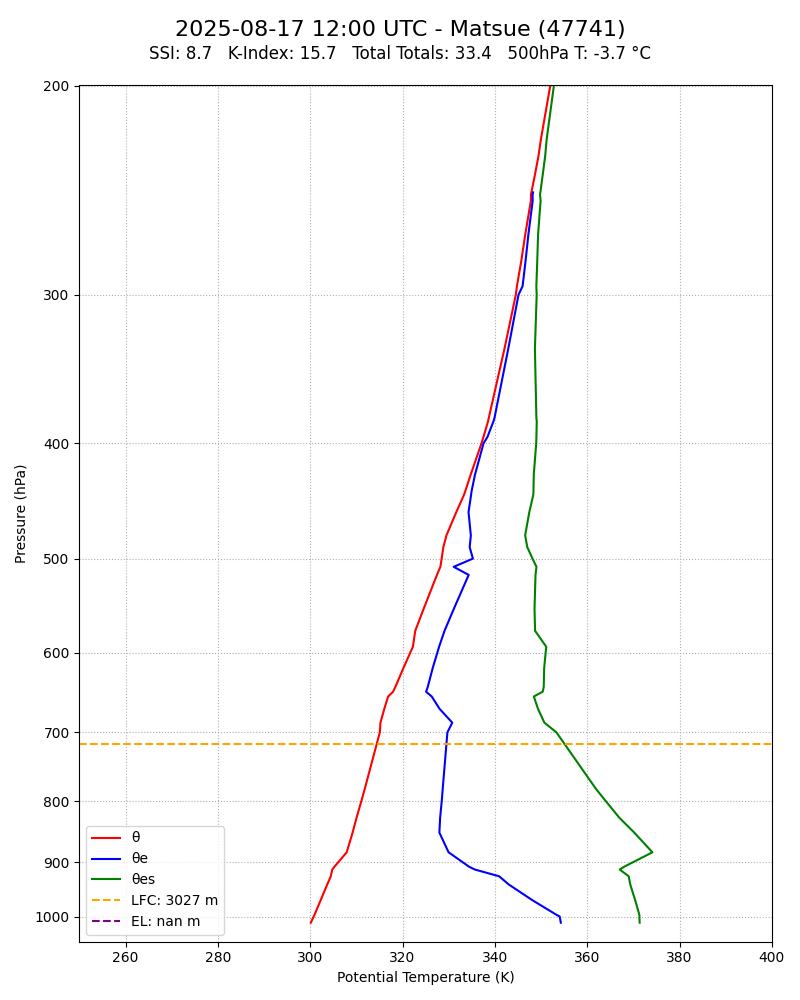 2025-08-17 12:00 UTC - Matsue (47741)
SSI: 8.7   K-Index: 15.7   Total Totals: 33.4   500hPa T: -3.7 °C
200
300
400
500
600
700
800
900
1000
Pressure (hPa)
θ
θe
θes
LFC: 3027 m
EL: nan m
260
280
300
320
340
360
380
400
Potential Temperature (K)